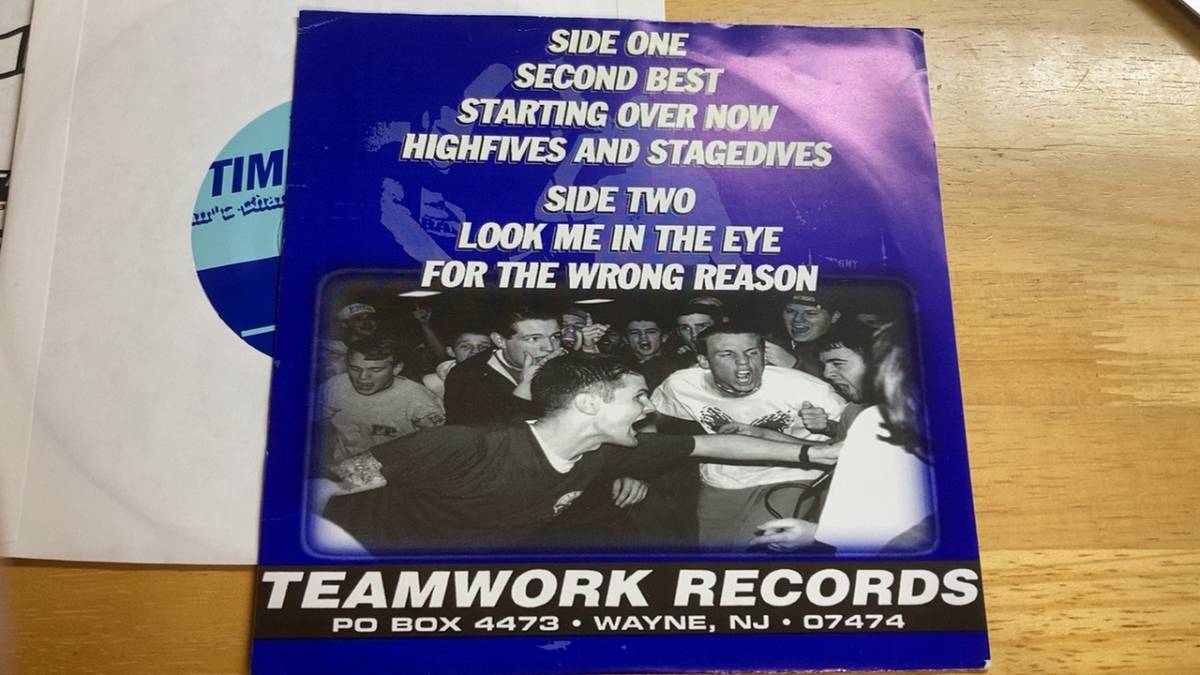 SIDE ONE
SECOND BEST
STARTING OVER NOW
HIGHFIVES AND STAGEDIVES
SIDE TWO
LOOK ME IN THE EYE
FOR THE WRONG REASON
TIM
TEAMWORK RECORDS
PO BOX 4473 • WAYNE, NJ • 07474